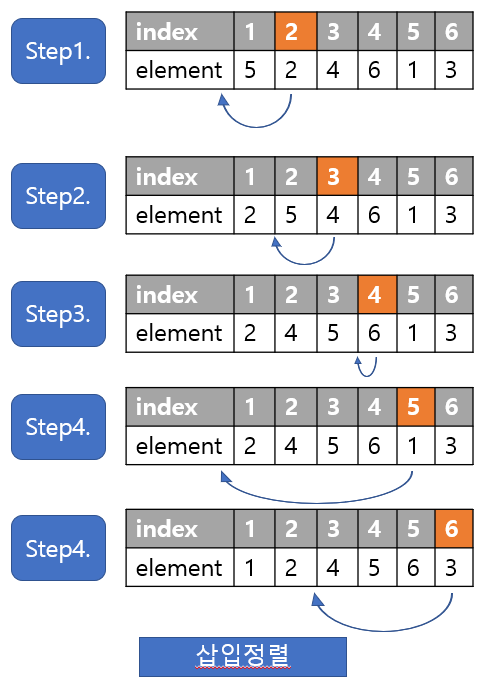 Step1.
index 1 2 3 4 5 6
element 5 2 4 6 1 3
Step2.
index 1 2 3 4 5 6
element 2 5 4 6 1 3
Step3.
index 1 2 3 4 5 6
element 2 4 5 6 1 3
Step4.
index 1 2 3 4 5 6
element 2 4 5 6 1 3
Step4.
index 1 2 3 4 5 6
element 1 2 4 5 6 3
삽입정렬